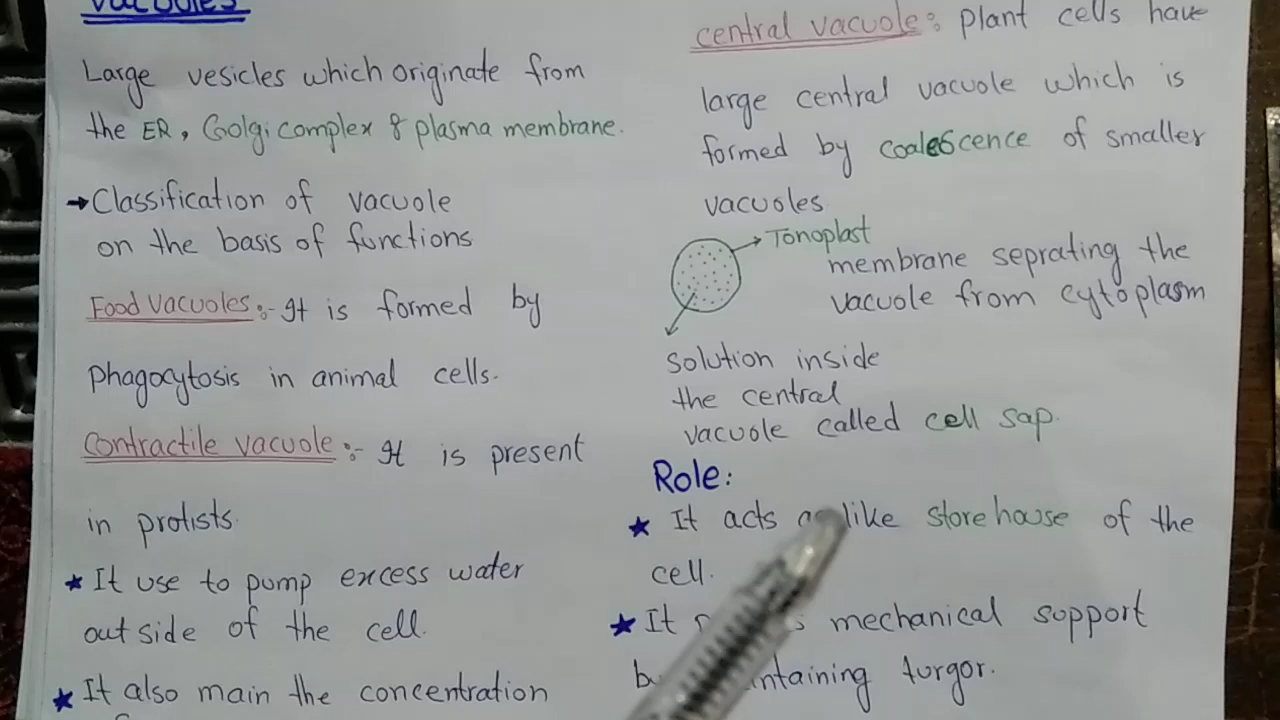 Vacuoles
Large vesicles which originate from
the ER, Golgi complex & plasma membrane.
→Classification of vacuole
on the basis of functions
Food Vacuoles:- It is formed by
phagocytosis in animal cells.
Contractile vacuole:- It is present
in protists.
★ It use to pump excess water
out side of the cell.
★ It also main the concentration
central vacuole: plant cells have
large central vacuole which is
formed by coalescence of smaller
vacuoles
Tonoplast
membrane seprating the
vacuole from cytoplasm
solution inside
the central
vacuole called cell sap.
Role:
★ It acts like store house of the
cell.
★ It mechanical support
turgor.